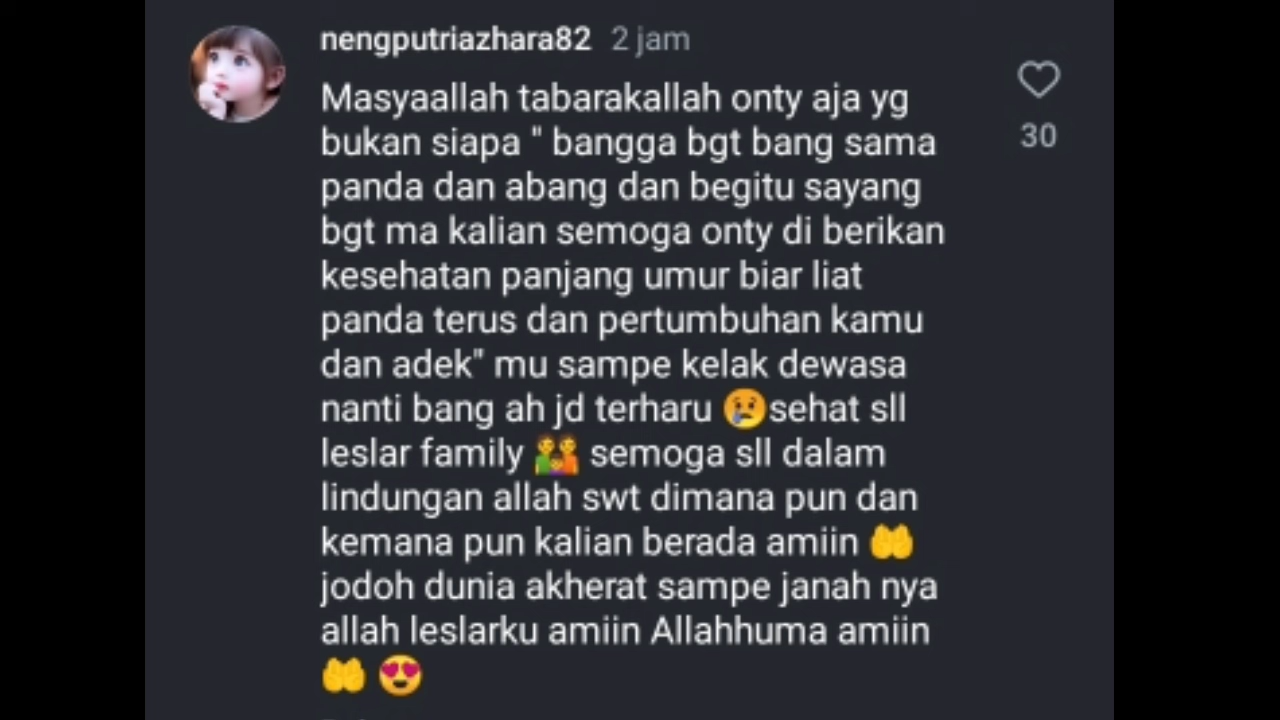 nengputriazhara82 2 jam
Masyaallah tabarakallah onty aja yg
bukan siapa " bangga bgt bang sama
panda dan abang dan begitu sayang
bgt ma kalian semoga onty di berikan
kesehatan panjang umur biar liat
panda terus dan pertumbuhan kamu
dan adek" mu sampe kelak dewasa
nanti bang ah jd terharu 😢sehat sll
leslar family 👨‍👩‍👦 semoga sll dalam
lindungan allah swt dimana pun dan
kemana pun kalian berada amiin 🤲
jodoh dunia akherat sampe janah nya
allah leslarku amiin Allahhuma amiin
🤲 😍
30